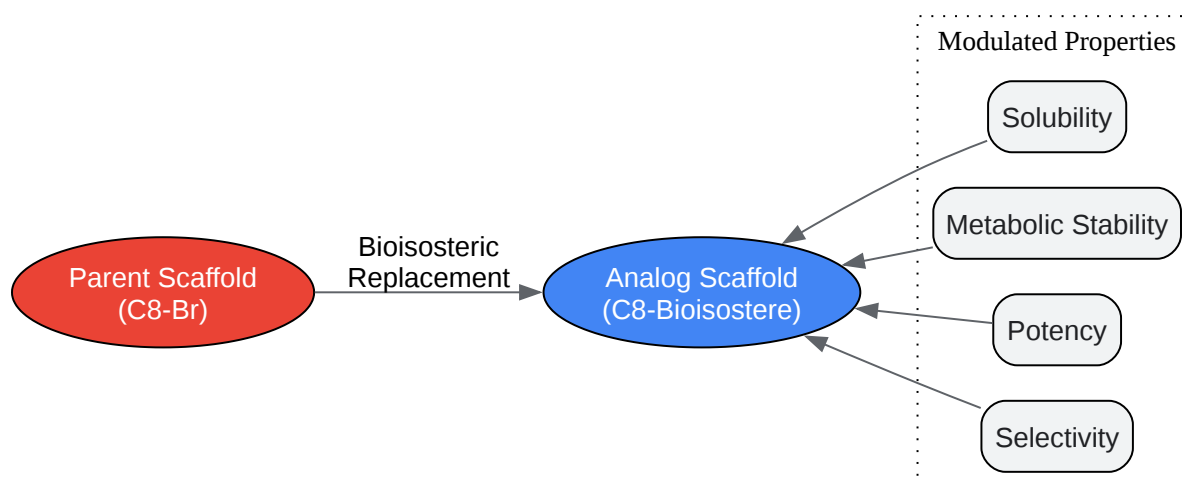 Modulated Properties
Solubility
Metabolic Stability
Bioisosteric
Replacement
Parent Scaffold
(C8-Br)
Analog Scaffold
(C8-Bioisostere)
Potency
Selectivity